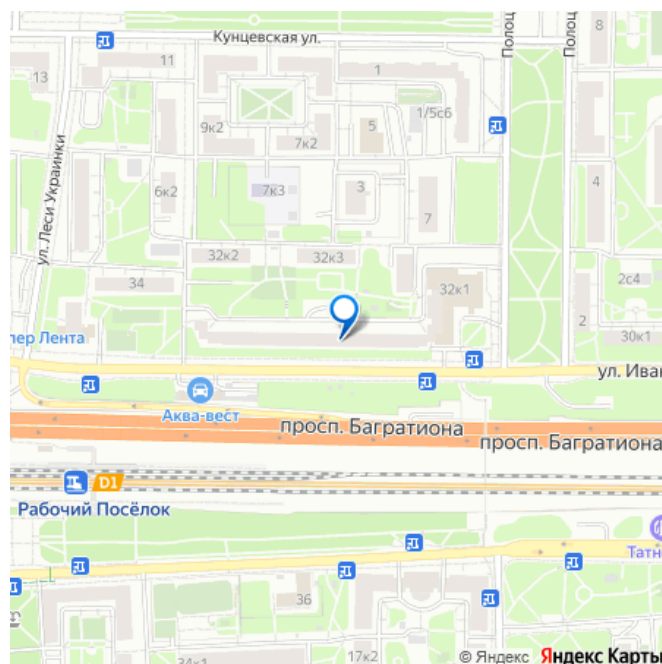 Кунцевская ул.
Полоц
Полоц
8
11
13
1
1/5с6
5
9к2
7к2
ул. Леси Украинки
6к2
7к3
3
4
7
32к2
32к3
34
32к1
2с4
2
30к1
пер Лента
ул. Ива
Аква-вест
просп. Багратиона
просп. Багратиона
D1
Рабочий Посёлок
Татн
36
17к2
34к1
© Яндекс Яндекс Карты